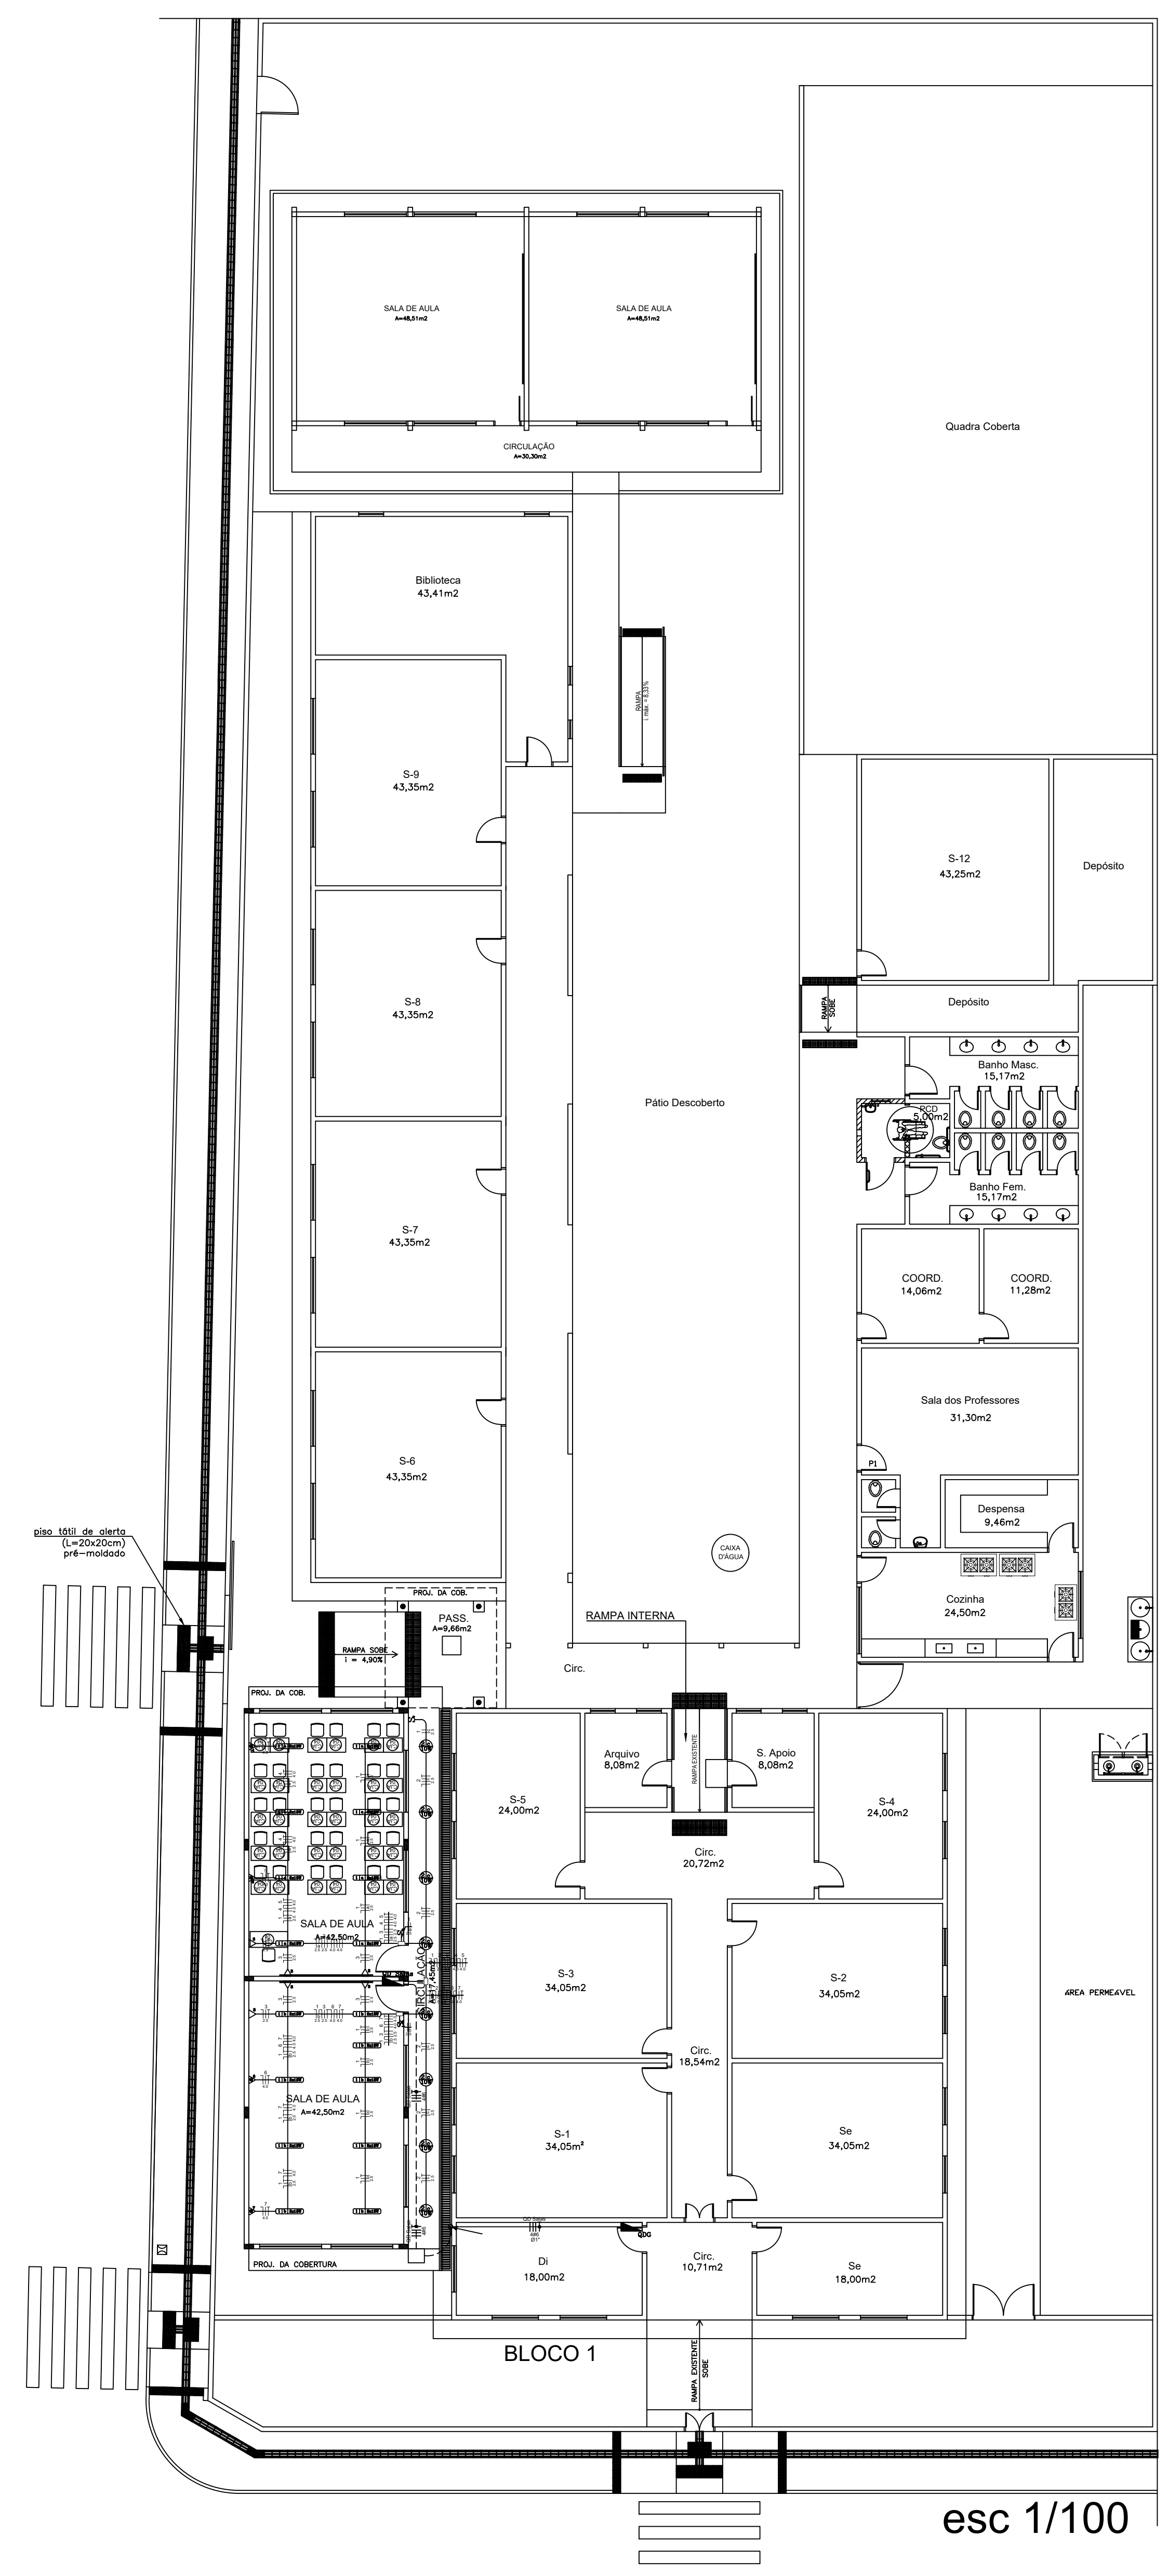 SALA DE AULA
A=48,51m2
SALA DE AULA
A=48,51m2
CIRCULAÇÃO
A=30,30m2
Quadra Coberta
Biblioteca
43,41m2
RAMPA
i. máx. = 8,33%
S-9
43,35m2
S-12
43,25m2
Depósito
S-8
43,35m2
RAMPA
SOBE
Depósito
Banho Masc.
15,17m2
Pátio Descoberto
PCD
5,00m2
Banho Fem.
15,17m2
S-7
43,35m2
COORD.
14,06m2
COORD.
11,28m2
Sala dos Professores
31,30m2
P1
S-6
43,35m2
Despensa
9,46m2
piso tátil de alerta
(L=20x20cm)
pré-moldado
CAIXA
D'ÁGUA
PROJ. DA COB.
Cozinha
24,50m2
PASS.
A=9,66m2
RAMPA INTERNA
RAMPA SOBE
i = 4,90%
Circ.
PROJ. DA COB.
RAMPA EXISTENTE
Arquivo
8,08m2
S. Apoio
8,08m2
S-5
24,00m2
S-4
24,00m2
Circ.
20,72m2
SALA DE AULA
A=42,50m2
CIRCULAÇÃO
A=17,45m2
S-3
34,05m2
S-2
34,05m2
ÁREA PERMEÁVEL
Circ.
18,54m2
SALA DE AULA
A=42,50m2
S-1
34,05m²
Se
34,05m2
QDG
Di
18,00m2
Circ.
10,71m2
Se
18,00m2
PROJ. DA COBERTURA
BLOCO 1
RAMPA EXISTENTE
SOBE
esc 1/100